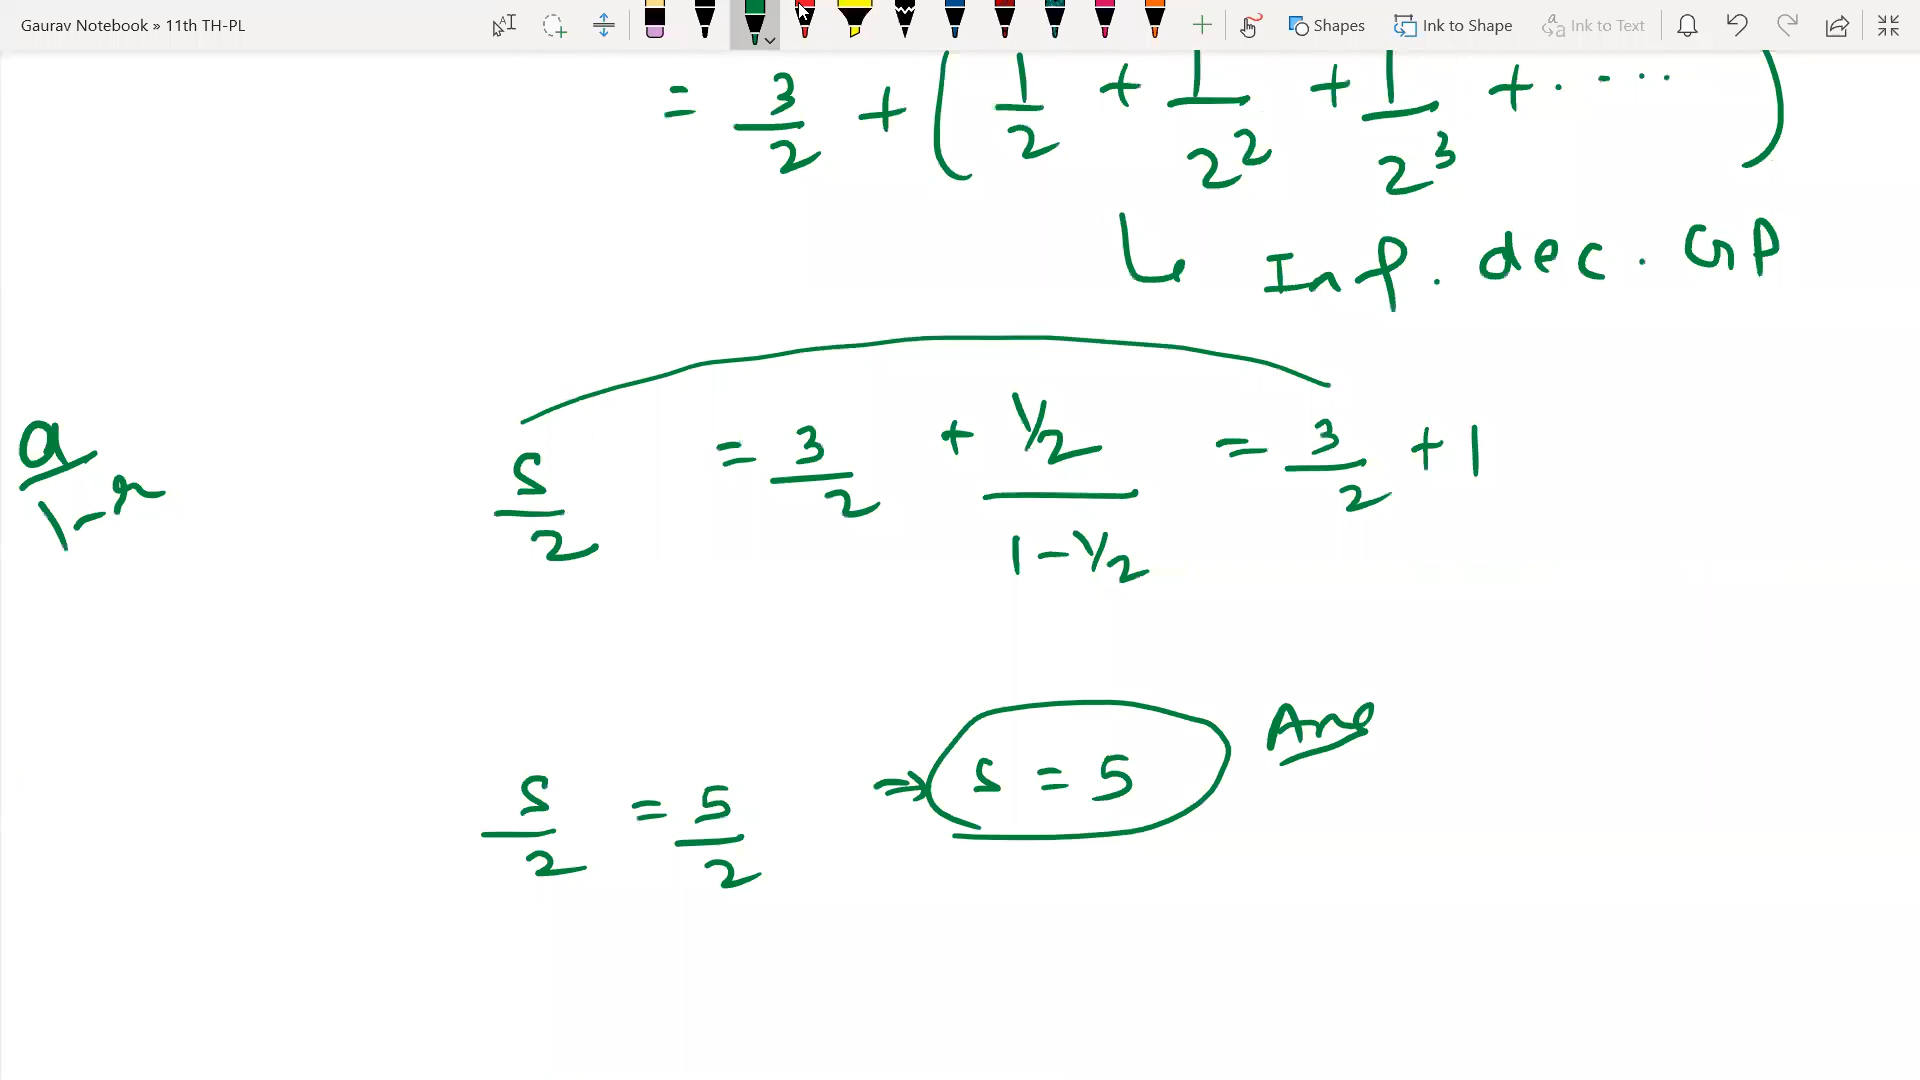 Gaurav Notebook » 11th TH-PL
Shapes Ink to Shape Ink to Text
= 3/2 + ( 1/2 + 1/2² + 1/2³ + ..... )
↳ Inf. dec. GP
a/(1-r)
S/2 = 3/2 + (1/2)/(1-1/2) = 3/2 + 1
S/2 = 5/2 ⇒ S = 5 Ans